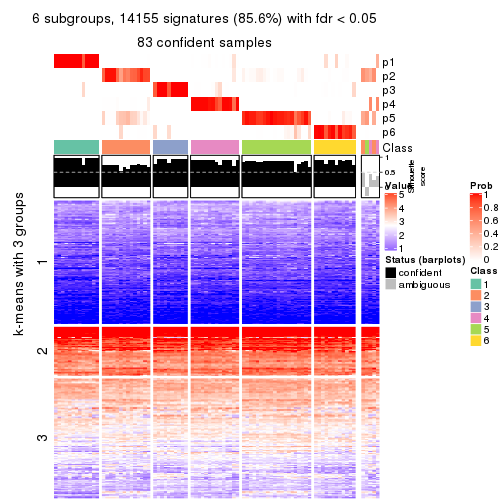 6 subgroups, 14155 signatures (85.6%) with fdr < 0.05
83 confident samples
p1
p2
p3
p4
p5
p6
Class
1
0.5
0
Silhouette
score
k-means with 3 groups
1
2
3
Value
5
4
3
2
1
Status (barplots)
confident
ambiguous
Prob
1
0.8
0.6
0.4
0.2
0
Class
1
2
3
4
5
6